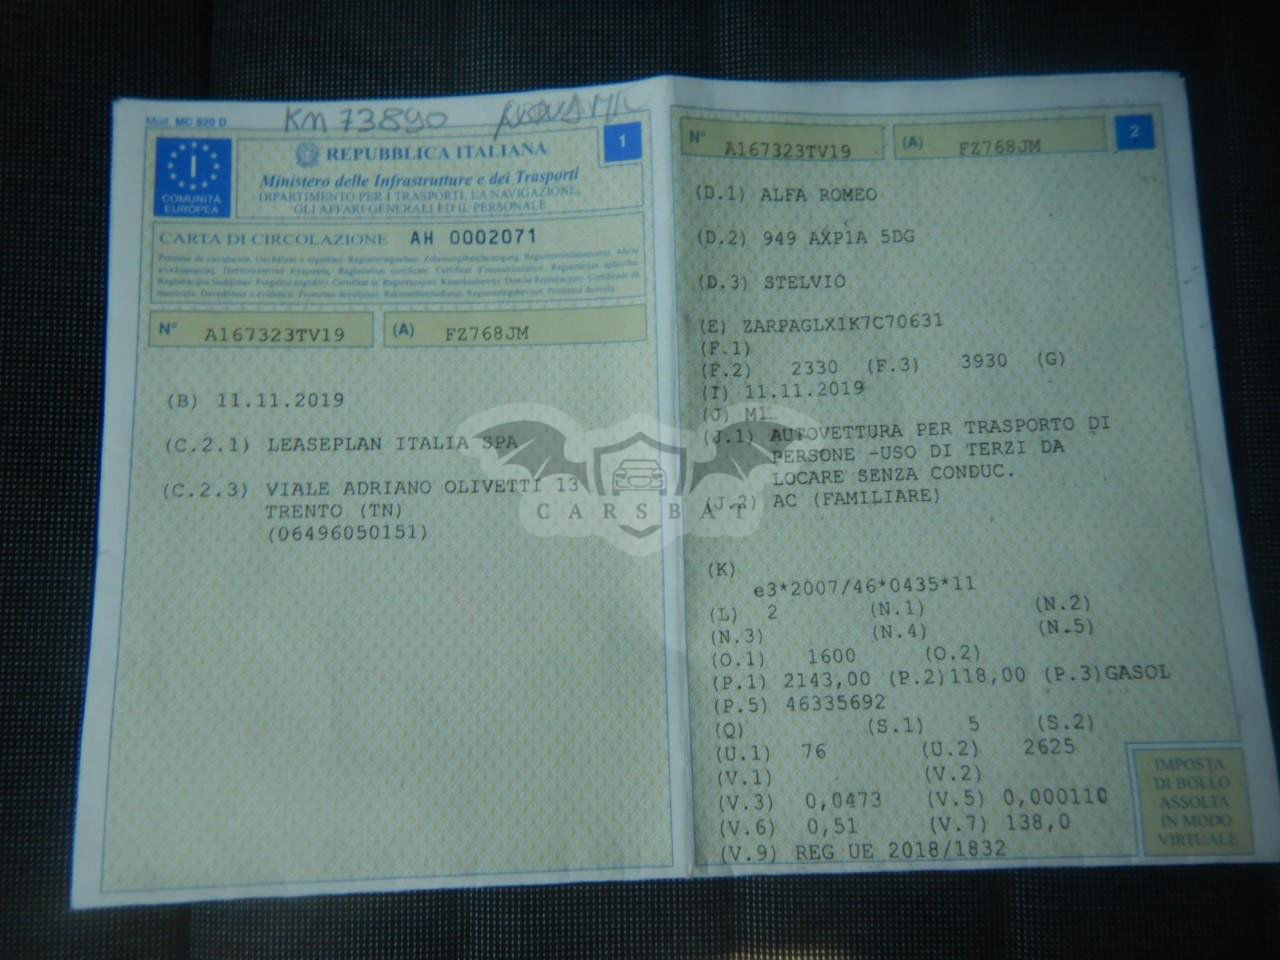 KM 73890
Mod. MC 820 D
1
I
COMUNITÀ
EUROPEA
REPUBBLICA ITALIANA
Ministero delle Infrastrutture e dei Trasporti
DIPARTIMENTO PER I TRASPORTI, LA NAVIGAZIONE,
GLI AFFARI GENERALI ED IL PERSONALE
CARTA DI CIRCOLAZIONE AH 0002071
N° A167323TV19 (A) FZ768JM
(B) 11.11.2019
(C.2.1) LEASEPLAN ITALIA SPA
(C.2.3) VIALE ADRIANO OLIVETTI 13
TRENTO (TN)
(06496050151)
CARSBAT
N° A167323TV19 (A) FZ768JM
2
(D.1) ALFA ROMEO
(D.2) 949 AXP1A 5DG
(D.3) STELVIO
(E) ZARPAGLX1K7C70631
(F.1)
(F.2) 2330 (F.3) 3930 (G)
(I) 11.11.2019
(J) M1
(J.1) AUTOVETTURA PER TRASPORTO DI
PERSONE -USO DI TERZI DA
LOCARE SENZA CONDUC.
(J.2) AC (FAMILIARE)
(K)
e3*2007/46*0435*11
(L) 2 (N.1) (N.2)
(N.3) (N.4) (N.5)
(O.1) 1600 (O.2)
(P.1) 2143,00 (P.2)118,00 (P.3)GASOL
(P.5) 46335692
(Q) (S.1) 5 (S.2)
(U.1) 76 (U.2) 2625
(V.1) (V.2)
(V.3) 0,0473 (V.5) 0,000110
(V.6) 0,51 (V.7) 138,0
(V.9) REG UE 2018/1832
IMPOSTA
DI BOLLO
ASSOLTA
IN MODO
VIRTUALE